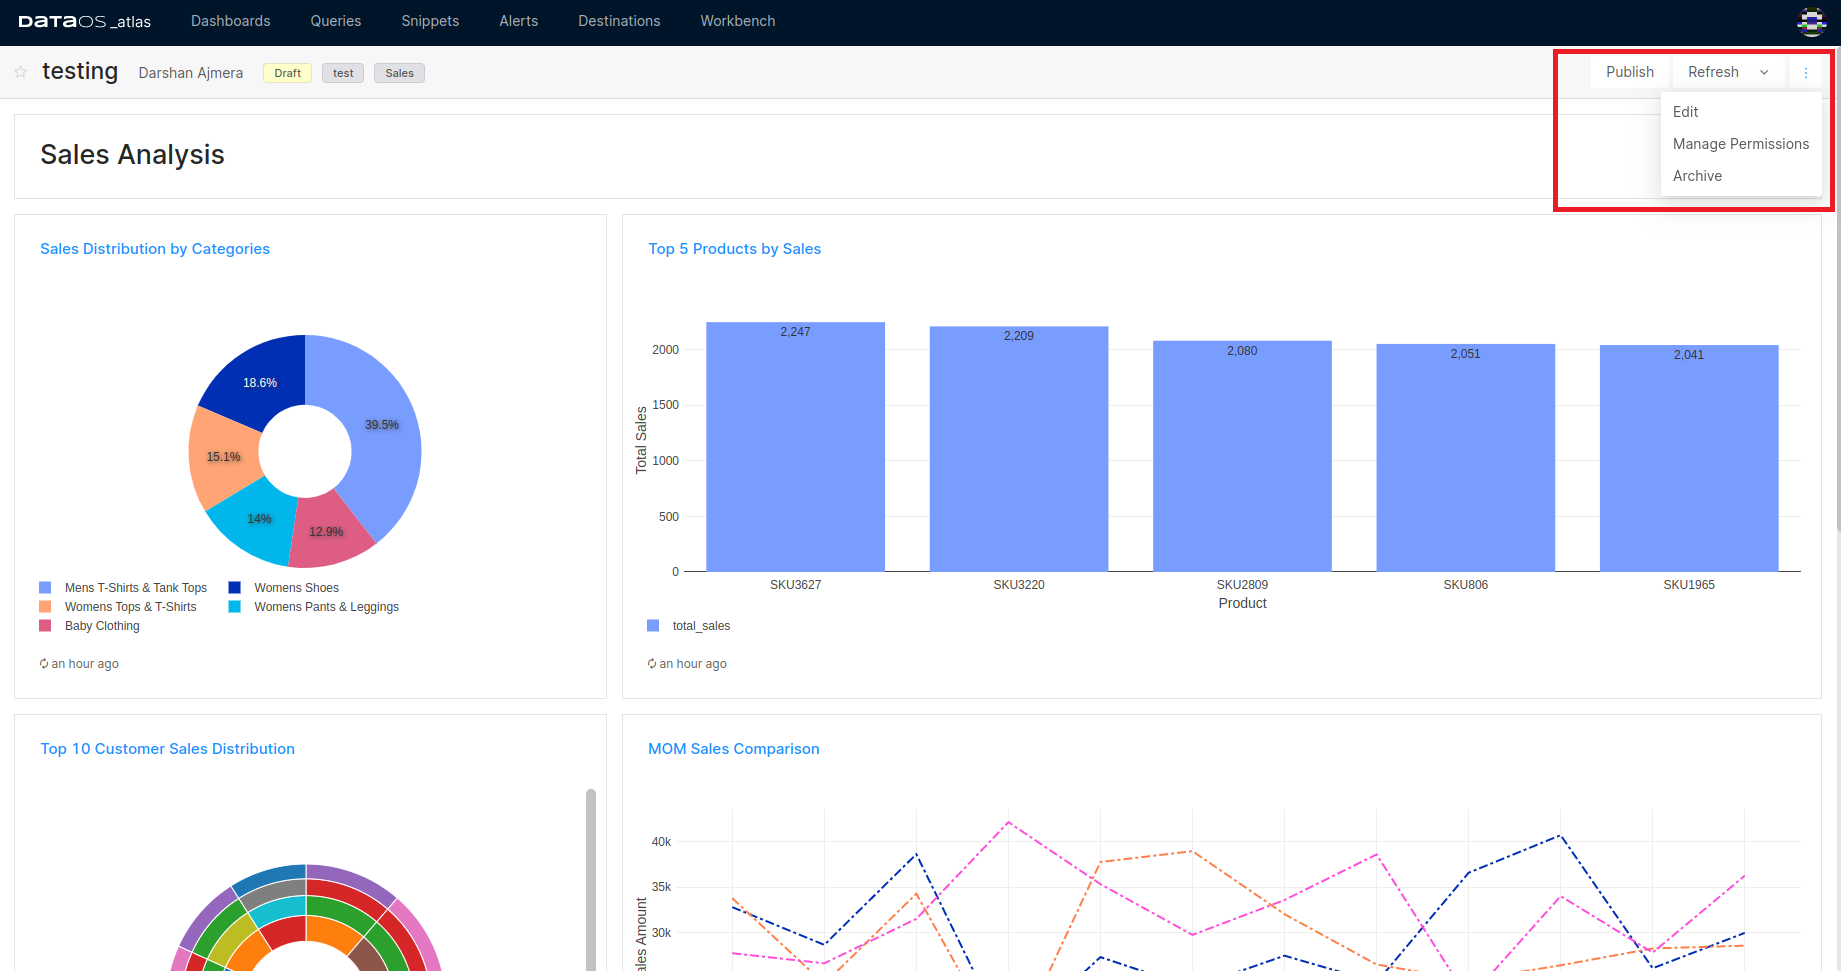 DATAOS _atlas Dashboards Queries Snippets Alerts Destinations Workbench
testing Darshan Ajmera Draft test Sales Publish Refresh
Edit
Manage Permissions
Archive
Sales Analysis
Sales Distribution by Categories
18.6%
39.5%
15.1%
14%
12.9%
Mens T-Shirts & Tank Tops Womens Shoes
Womens Tops & T-Shirts Womens Pants & Leggings
Baby Clothing
an hour ago
Top 5 Products by Sales
2,247 2,209 2,080 2,051 2,041
2000
1500
1000
500
0
Total Sales
SKU3627 SKU3220 SKU2809 SKU806 SKU1965
Product
total_sales
an hour ago
Top 10 Customer Sales Distribution
MOM Sales Comparison
40k
35k
30k
ales Amount